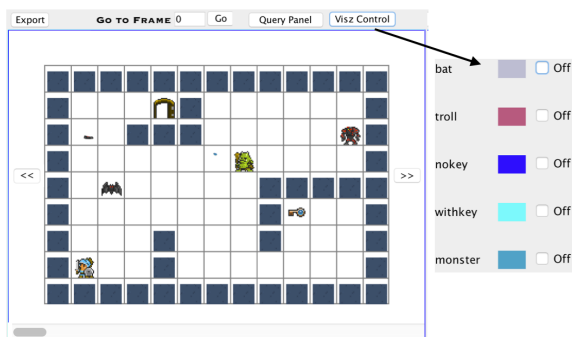 Export Go to Frame 0 Go Query Panel Visz Control
<< >>
bat Off
troll Off
nokey Off
withkey Off
monster Off